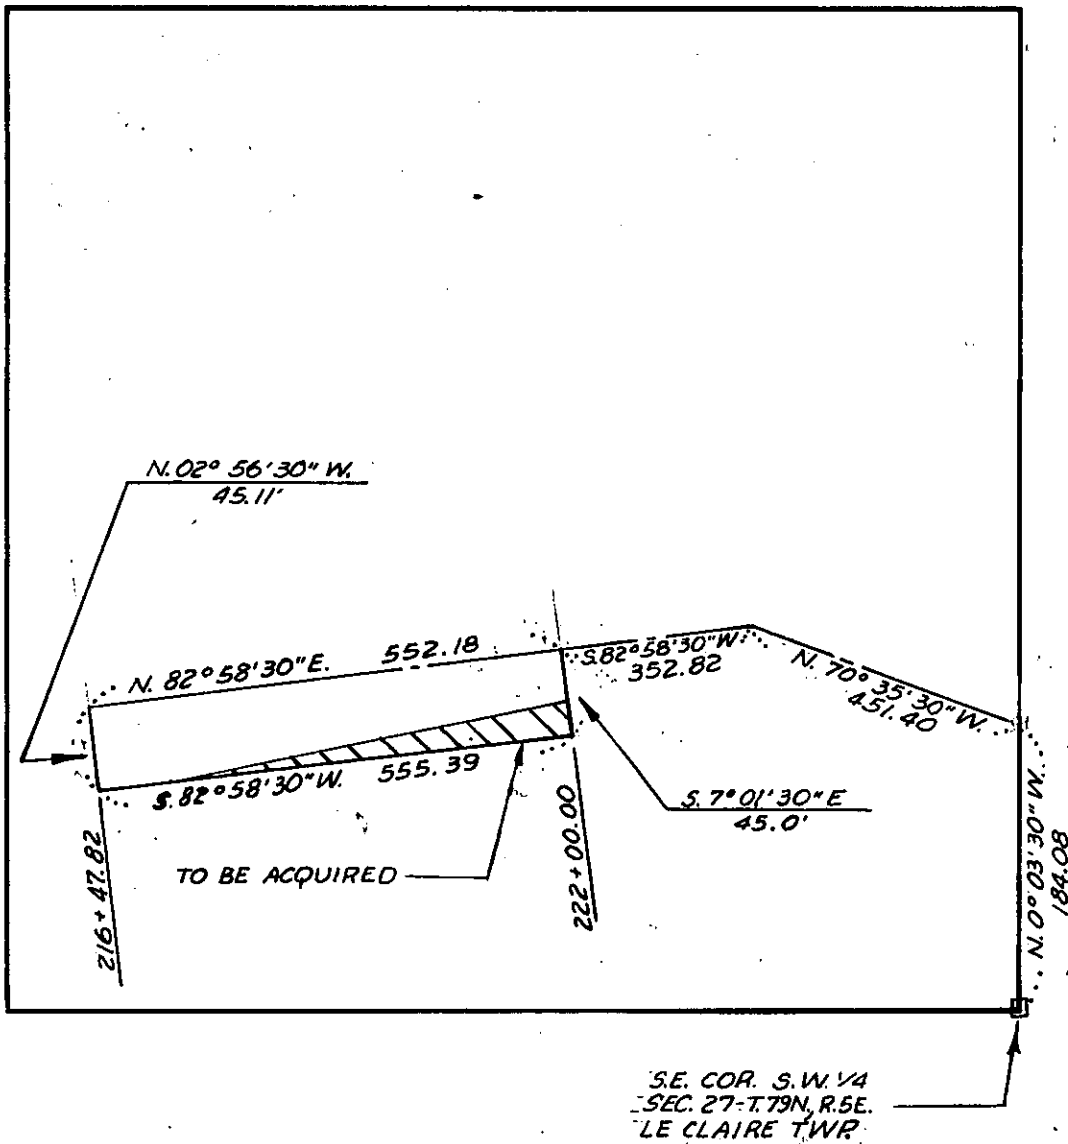 N. 02° 56' 30" W.
45.11'
N. 82° 58' 30" E. 552.18
S. 82° 58' 30" W.
352.82
N. 70° 35' 30" W.
451.40
S. 82° 58' 30" W. 555.39
S. 7° 01' 30" E
45.0'
TO BE ACQUIRED
216+47.82
222+00.00
N. 0° 03' 30" W.
184.08
S.E. COR. S.W. 1/4
SEC. 27-T.79N, R.5E.
LE CLAIRE TWP.